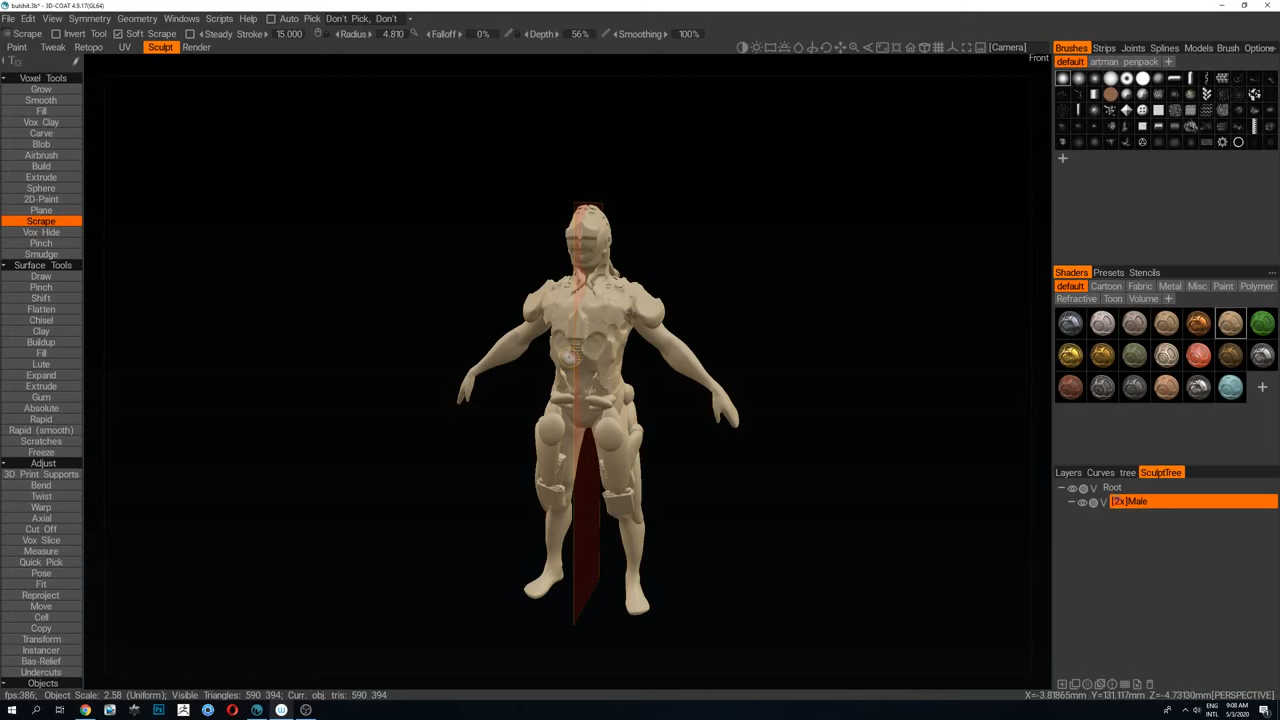 bulshit.3b* - 3D-COAT 4.9.17(GL64)
File Edit View Symmetry Geometry Windows Scripts Help Auto Pick Don't Pick, Don't
Scrape Invert Tool Soft Scrape Steady Stroke 15.000 Radius 4.810 Falloff 0% Depth 56% Smoothing 100%
Paint Tweak Retopo UV Sculpt Render [Camera]
Front
Voxel Tools
Grow
Smooth
Fill
Vox Clay
Carve
Blob
Airbrush
Build
Extrude
Sphere
2D-Paint
Plane
Scrape
Vox Hide
Pinch
Smudge
Surface Tools
Draw
Pinch
Shift
Flatten
Chisel
Clay
Buildup
Fill
Lute
Expand
Extrude
Gum
Absolute
Rapid
Rapid (smooth)
Scratches
Freeze
Adjust
3D Print Supports
Bend
Twist
Warp
Axial
Cut Off
Vox Slice
Measure
Quick Pick
Pose
Fit
Reproject
Move
Cell
Copy
Transform
Instancer
Bas-Relief
Undercuts
Objects
Brushes Strips Joints Splines Models Brush Options
default artman penpack
Shaders Presets Stencils
default Cartoon Fabric Metal Misc Paint Polymer
Refractive Toon Volume
Layers Curves tree SculptTree
V Root
V [2x]Male
fps:386; Object Scale: 2.58 (Uniform); Visible Triangles: 590 394; Curr. obj. tris: 590 394
X=-3.81865mm Y=131.117mm Z=-4.73130mm[PERSPECTIVE]
ENG
INTL
9:08 AM
5/3/2020